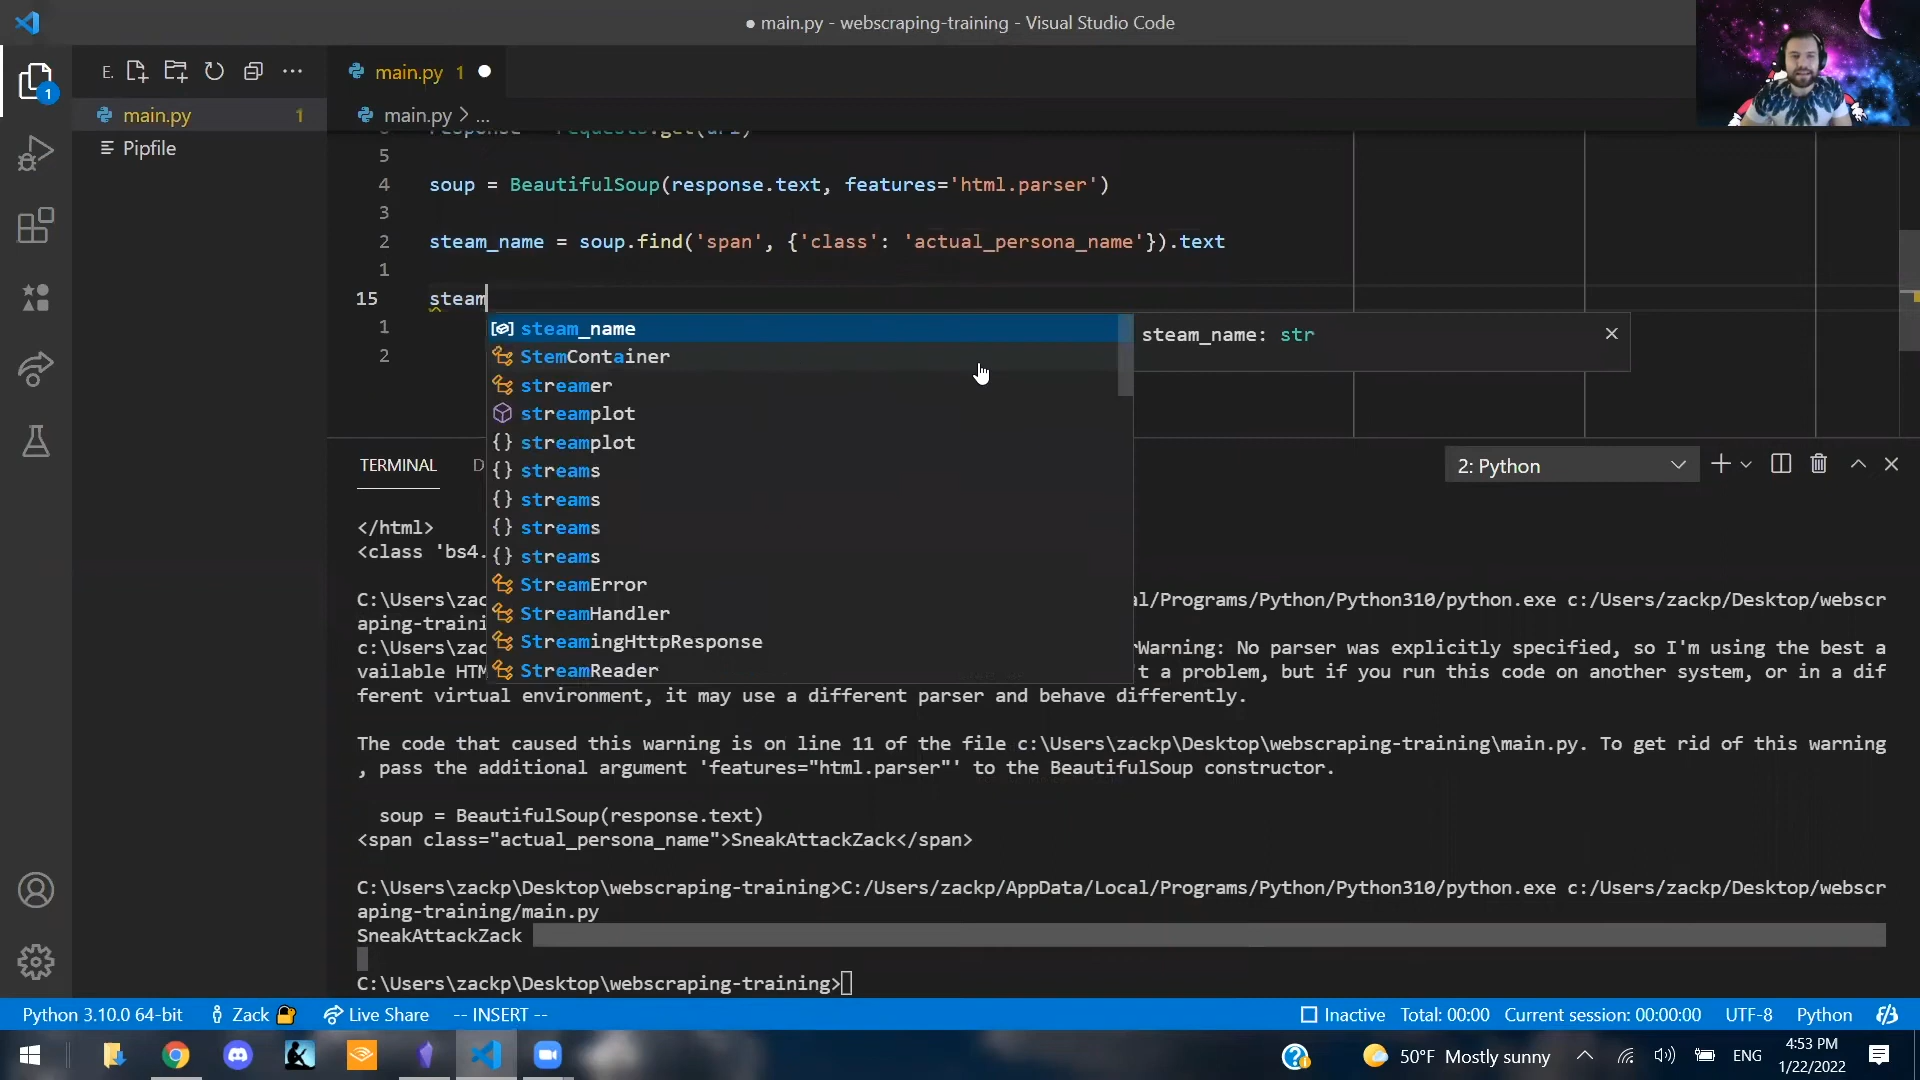 ● main.py - webscraping-training - Visual Studio Code
E.
main.py 1
main.py 1
main.py > ...
Pipfile
6 response = requests.get(url)
5
4 soup = BeautifulSoup(response.text, features='html.parser')
3
2 steam_name = soup.find('span', {'class': 'actual_persona_name'}).text
1
15 steam
1
2
steam_name
StemContainer
streamer
streamplot
streamplot
streams
streams
streams
streams
StreamError
StreamHandler
StreamingHttpResponse
StreamReader
steam_name: str
1
TERMINAL D
2: Python
</html>
<class 'bs4.
C:\Users\zac al/Programs/Python/Python310/python.exe c:/Users/zackp/Desktop/webscr
aping-traini
c:\Users\zac rWarning: No parser was explicitly specified, so I'm using the best a
vailable HTM 't a problem, but if you run this code on another system, or in a dif
ferent virtual environment, it may use a different parser and behave differently.
The code that caused this warning is on line 11 of the file c:\Users\zackp\Desktop\webscraping-training\main.py. To get rid of this warning
, pass the additional argument 'features="html.parser"' to the BeautifulSoup constructor.
soup = BeautifulSoup(response.text)
<span class="actual_persona_name">SneakAttackZack</span>
C:\Users\zackp\Desktop\webscraping-training>C:/Users/zackp/AppData/Local/Programs/Python/Python310/python.exe c:/Users/zackp/Desktop/webscr
aping-training/main.py
SneakAttackZack
C:\Users\zackp\Desktop\webscraping-training>
Python 3.10.0 64-bit Zack Live Share -- INSERT -- Inactive Total: 00:00 Current session: 00:00:00 UTF-8 Python
50°F Mostly sunny ENG 4:53 PM
1/22/2022